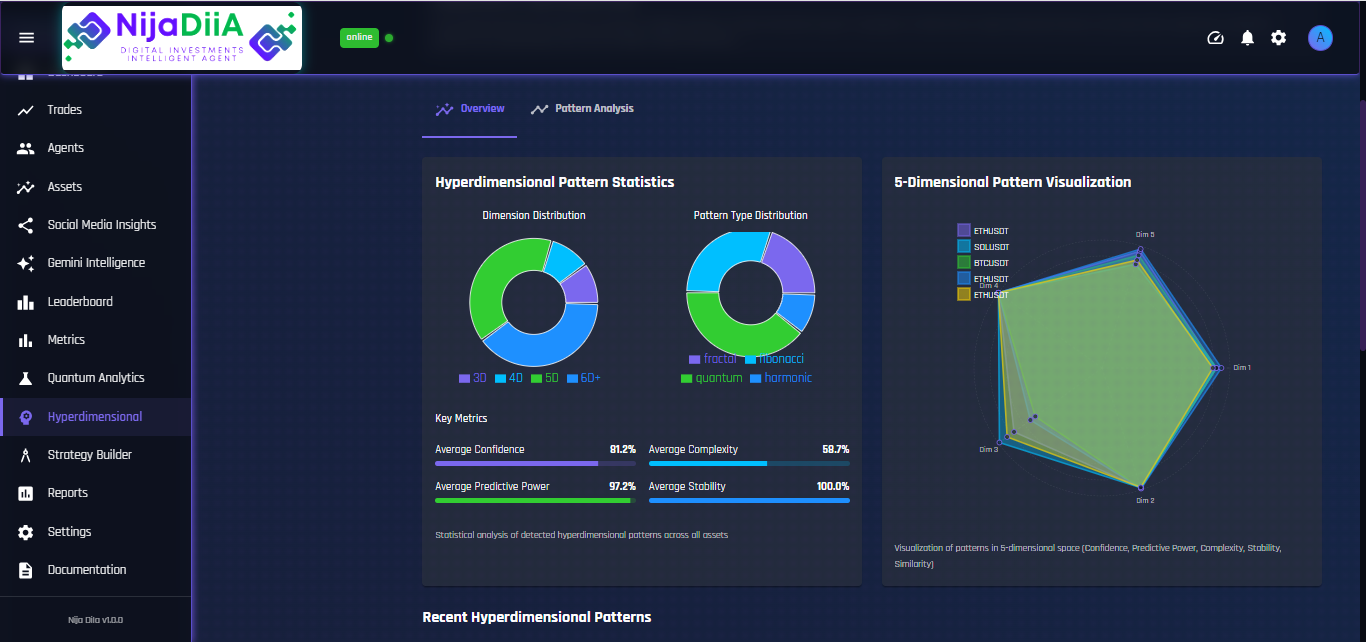 NijaDiiA
DIGITAL INVESTMENTS
INTELLIGENT AGENT
online
A
Dashboard
Trades
Agents
Assets
Social Media Insights
Gemini Intelligence
Leaderboard
Metrics
Quantum Analytics
Hyperdimensional
Strategy Builder
Reports
Settings
Documentation
Nija Diia v1.0.0
Overview
Pattern Analysis
Hyperdimensional Pattern Statistics
Dimension Distribution
Pattern Type Distribution
3D 4D 5D 6D+
fractal fibonacci
quantum harmonic
Key Metrics
Average Confidence 81.2%
Average Complexity 58.7%
Average Predictive Power 97.2%
Average Stability 100.0%
Statistical analysis of detected hyperdimensional patterns across all assets
5-Dimensional Pattern Visualization
ETHUSDT
SOLUSDT
BTCUSDT
ETHUSDT
ETHUSDT
Dim 5
Dim 4
Dim 1
Dim 3
Dim 2
Visualization of patterns in 5-dimensional space (Confidence, Predictive Power, Complexity, Stability,
Similarity)
Recent Hyperdimensional Patterns